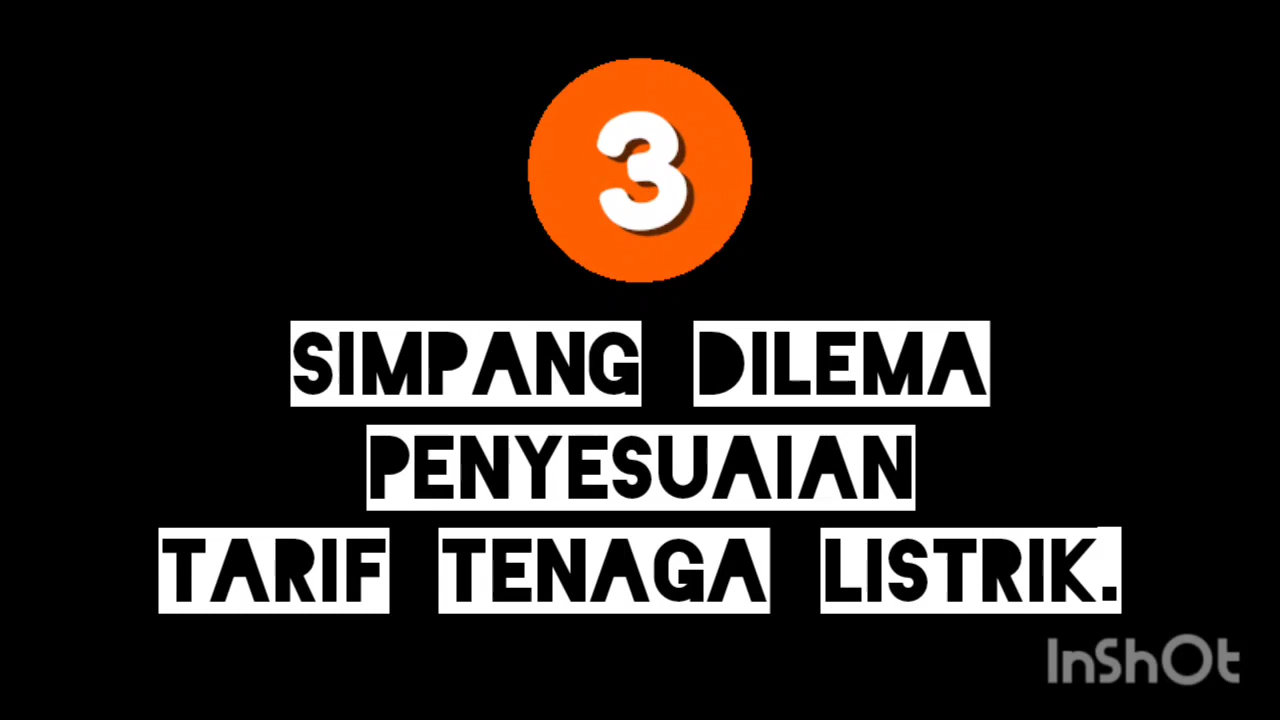 3
SIMPANG DILEMA
PENYESUAIAN
TARIF TENAGA LISTRIK.
InShOt